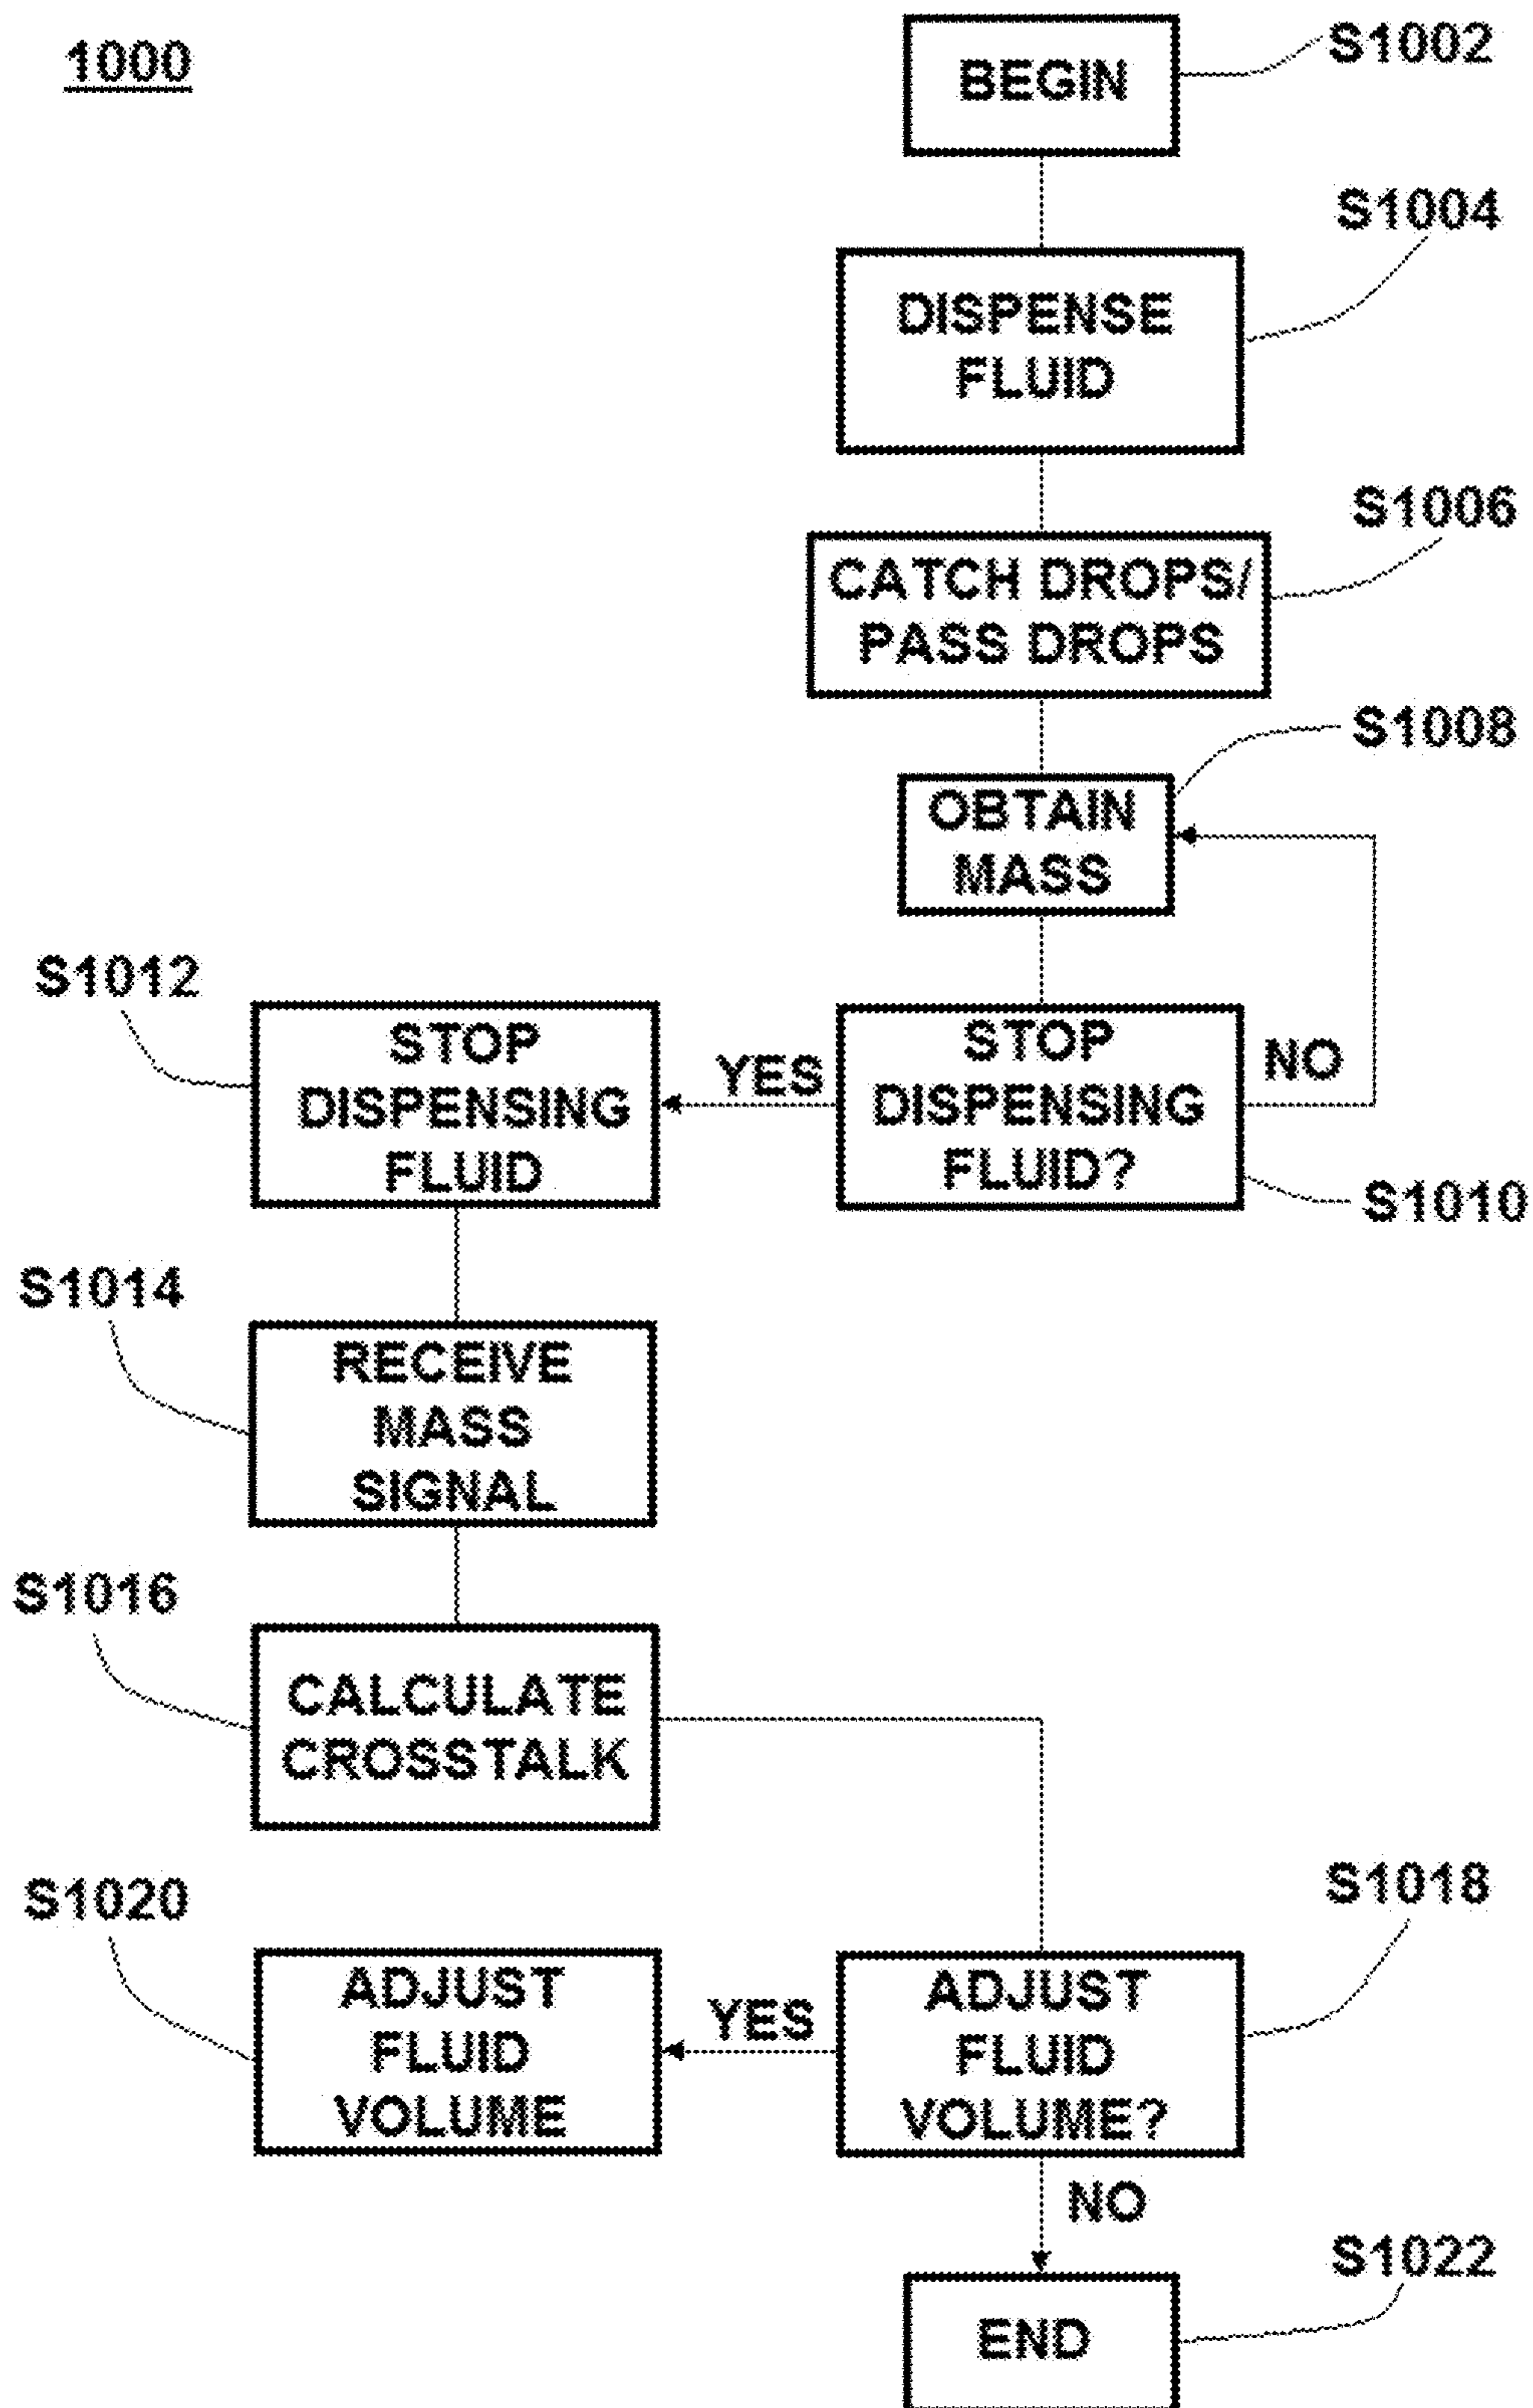 1000
BEGIN
S1002
S1004
DISPENSE
FLUID
S1006
CATCH DROPS/
PASS DROPS
S1008
OBTAIN
MASS
S1012
STOP
DISPENSING
FLUID
YES
STOP
DISPENSING
FLUID?
NO
S1010
S1014
RECEIVE
MASS
SIGNAL
S1016
CALCULATE
CROSSTALK
S1020
ADJUST
FLUID
VOLUME
YES
S1018
ADJUST
FLUID
VOLUME?
NO
S1022
END